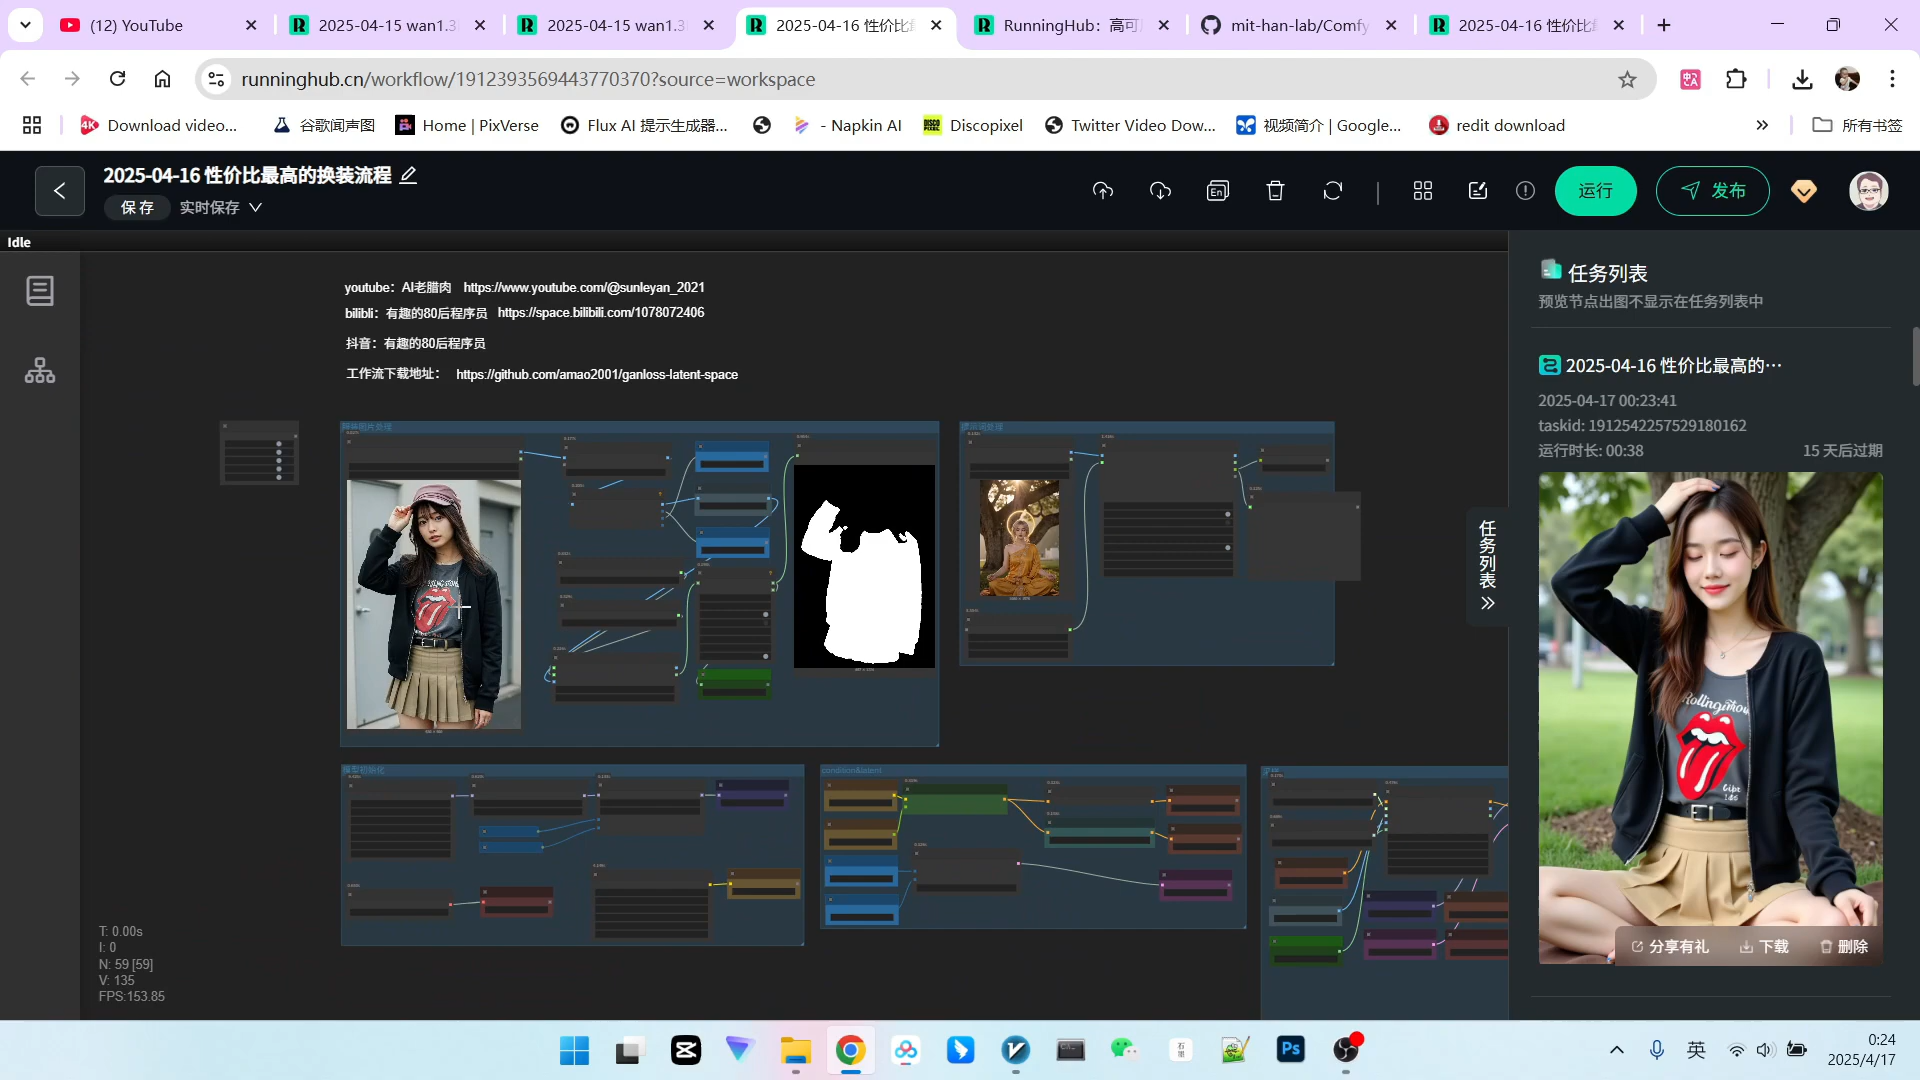 (12) YouTube
2025-04-15 wan1.3
2025-04-15 wan1.3
2025-04-16 性价比最
RunningHub：高可
mit-han-lab/Comfy
2025-04-16 性价比最
runninghub.cn/workflow/1912393569443770370?source=workspace
Download video...
谷歌闻声图
Home | PixVerse
Flux AI 提示生成器...
- Napkin AI
Discopixel
Twitter Video Dow...
视频简介 | Google...
redit download
所有书签
2025-04-16 性价比最高的换装流程
保存
实时保存
En
运行
发布
Idle
youtube：AI老腊肉 https://www.youtube.com/@sunleyan_2021
bilibli：有趣的80后程序员 https://space.bilibili.com/1078072406
抖音：有趣的80后程序员
工作流下载地址： https://github.com/amao2001/ganloss-latent-space
模型初始化
condision&latent
T: 0.00s
I: 0
N: 59 [59]
V: 135
FPS:153.85
任务列表
任务列表
预览节点出图不显示在任务列表中
2025-04-16 性价比最高的···
2025-04-17 00:23:41
taskid: 1912542257529180162
运行时长: 00:38
15 天后过期
分享有礼
下载
删除
Ps
英
0:24
2025/4/17